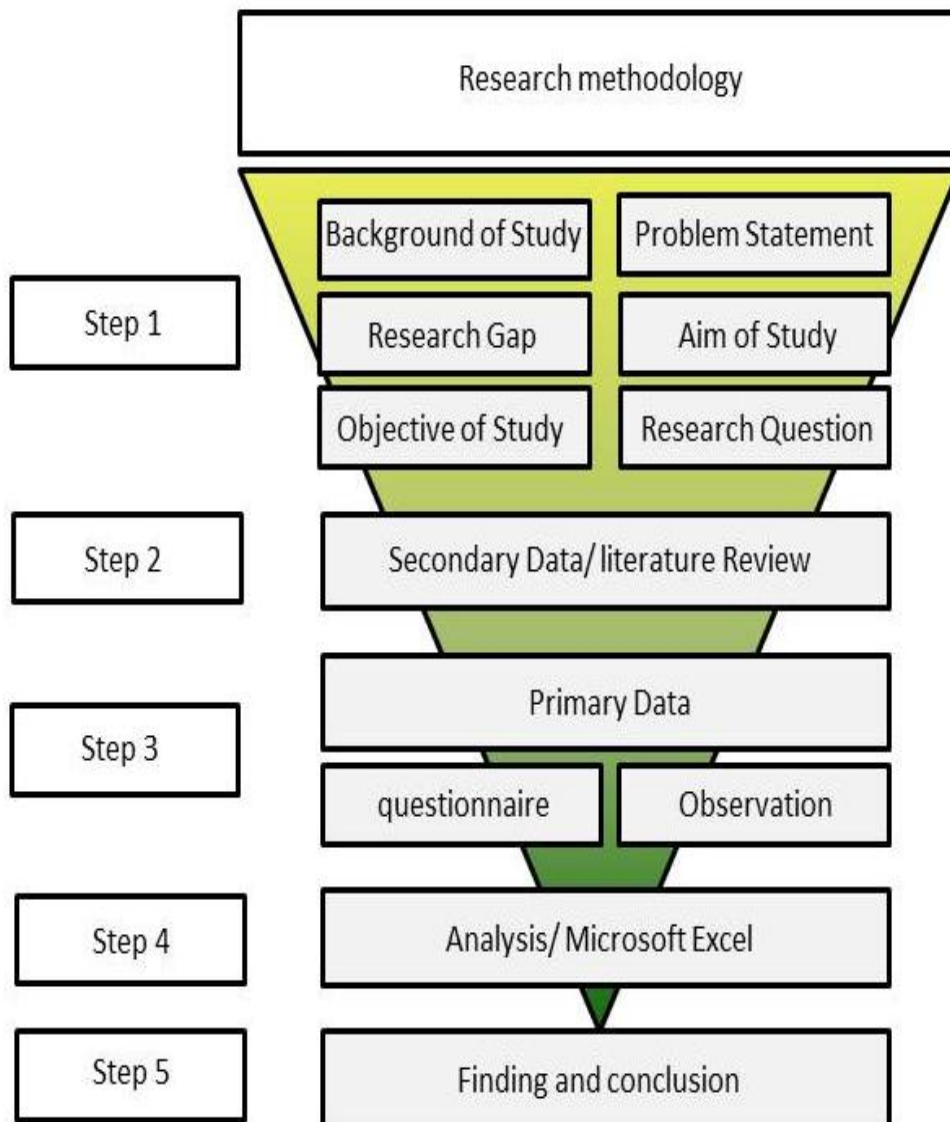 Research methodology
Background of Study
Problem Statement
Step 1
Research Gap
Aim of Study
Objective of Study
Research Question
Step 2
Secondary Data/ literature Review
Primary Data
Step 3
questionnaire
Observation
Step 4
Analysis/ Microsoft Excel
Step 5
Finding and conclusion